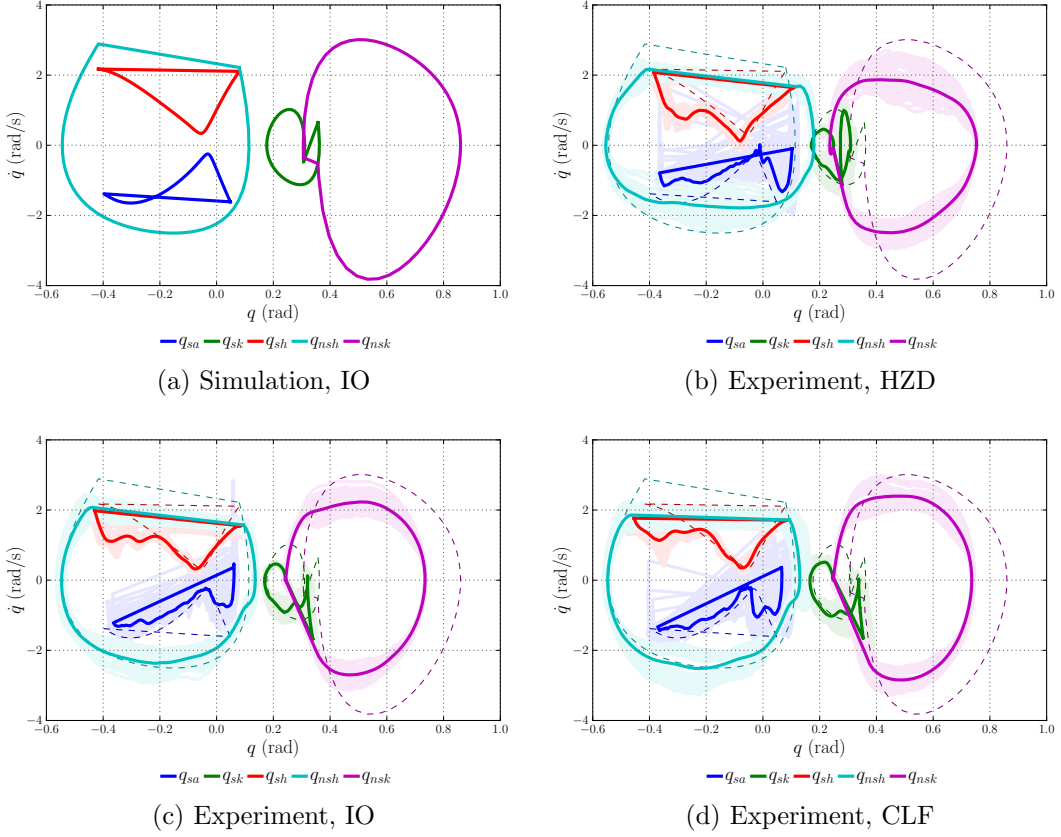 4
2
0
−2
−4
q̇ (rad/s)
−0.6 −0.4 −0.2 0.0 0.2 0.4 0.6 0.8 1.0
q (rad)
q_sa q_sk q_sh q_nsh q_nsk
(a) Simulation, IO
4
2
0
−2
−4
q̇ (rad/s)
−0.6 −0.4 −0.2 0.0 0.2 0.4 0.6 0.8 1.0
q (rad)
q_sa q_sk q_sh q_nsh q_nsk
(b) Experiment, HZD
4
2
0
−2
−4
q̇ (rad/s)
−0.6 −0.4 −0.2 0.0 0.2 0.4 0.6 0.8 1.0
q (rad)
q_sa q_sk q_sh q_nsh q_nsk
(c) Experiment, IO
4
2
0
−2
−4
q̇ (rad/s)
−0.6 −0.4 −0.2 0.0 0.2 0.4 0.6 0.8 1.0
q (rad)
q_sa q_sk q_sh q_nsh q_nsk
(d) Experiment, CLF